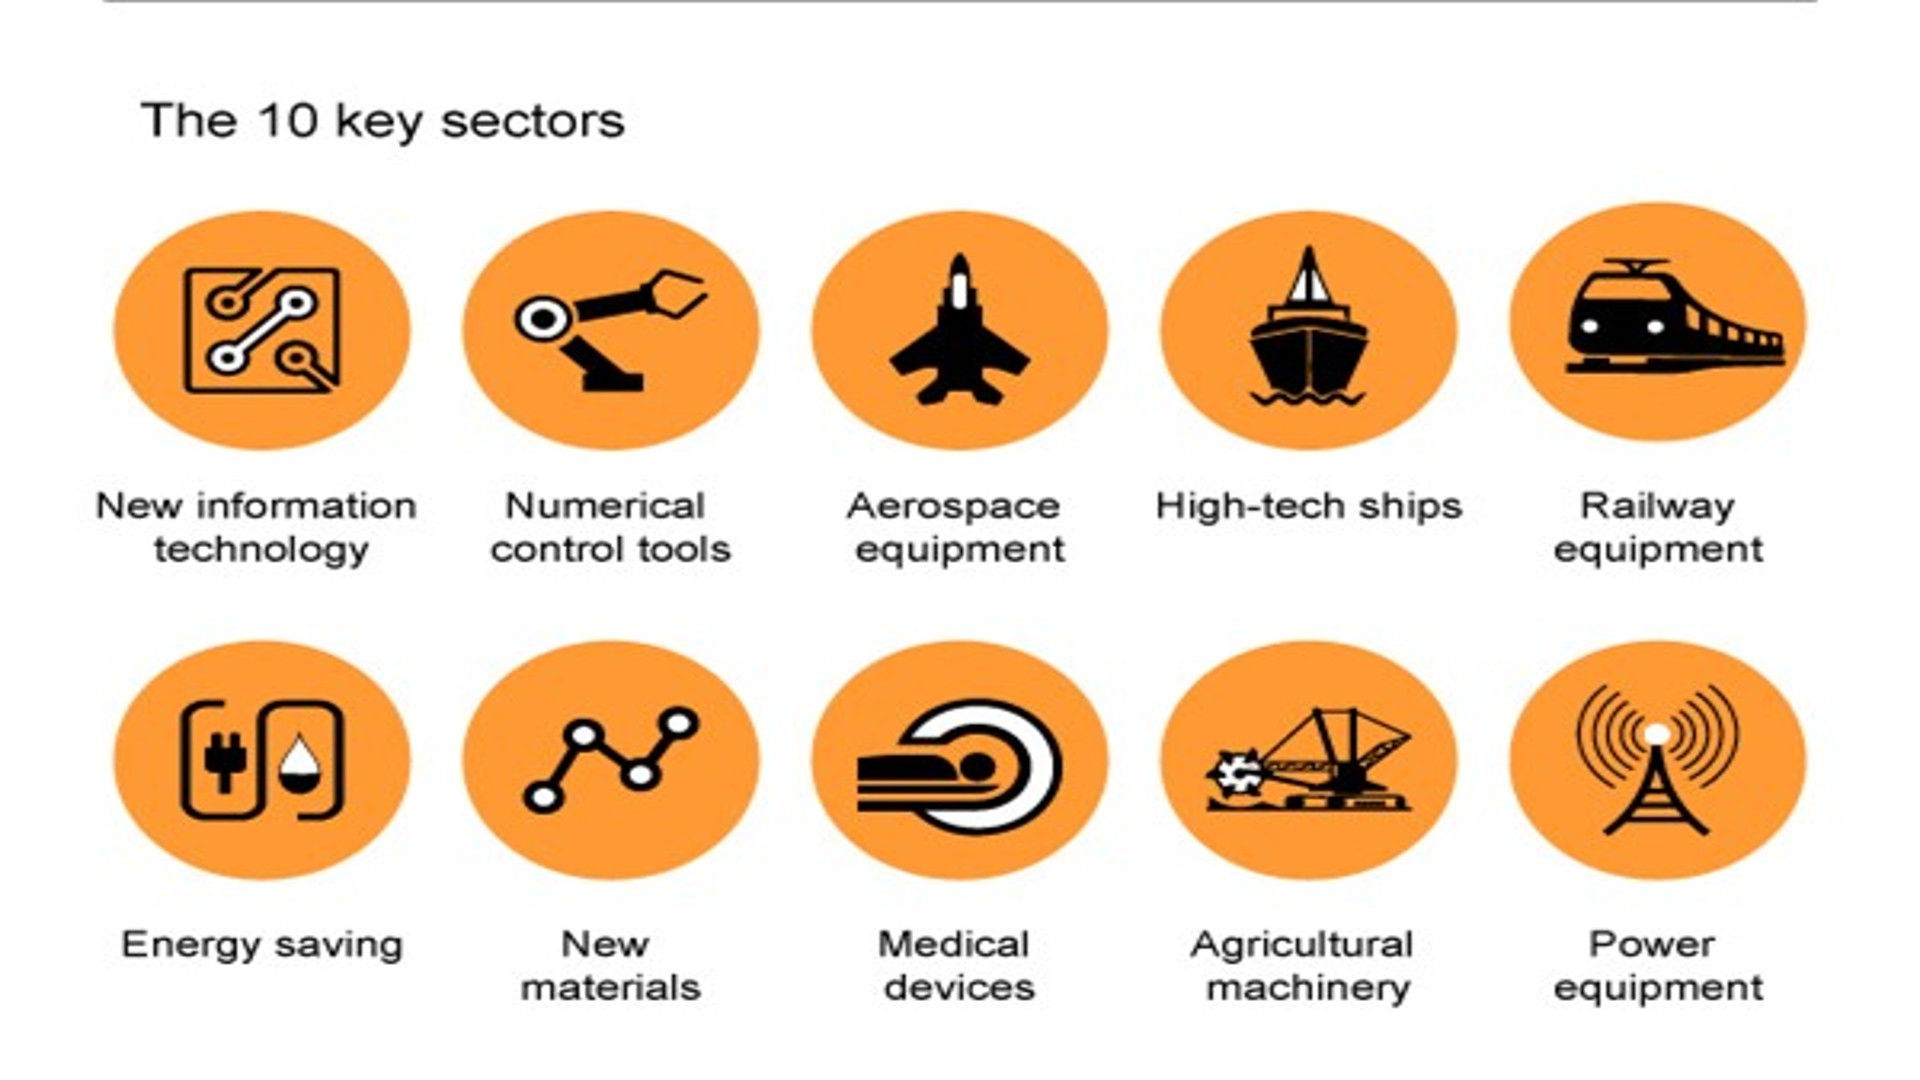 The 10 key sectors
New information
technology
Numerical
control tools
Aerospace
equipment
High-tech ships
Railway
equipment
Energy saving
New
materials
Medical
devices
Agricultural
machinery
Power
equipment